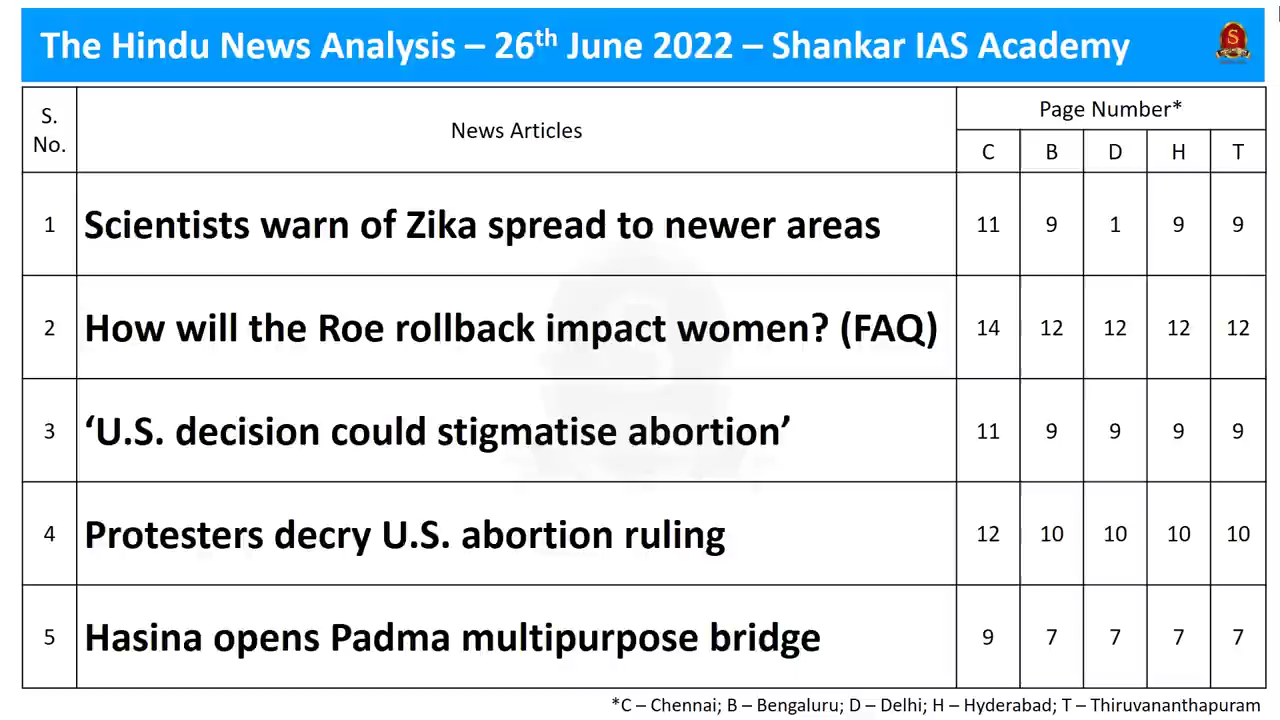 The Hindu News Analysis – 26th June 2022 – Shankar IAS Academy
S
S. No. News Articles Page Number*
C B D H T
1 Scientists warn of Zika spread to newer areas 11 9 1 9 9
2 How will the Roe rollback impact women? (FAQ) 14 12 12 12 12
3 ‘U.S. decision could stigmatise abortion’ 11 9 9 9 9
4 Protesters decry U.S. abortion ruling 12 10 10 10 10
5 Hasina opens Padma multipurpose bridge 9 7 7 7 7
*C – Chennai; B – Bengaluru; D – Delhi; H – Hyderabad; T – Thiruvananthapuram